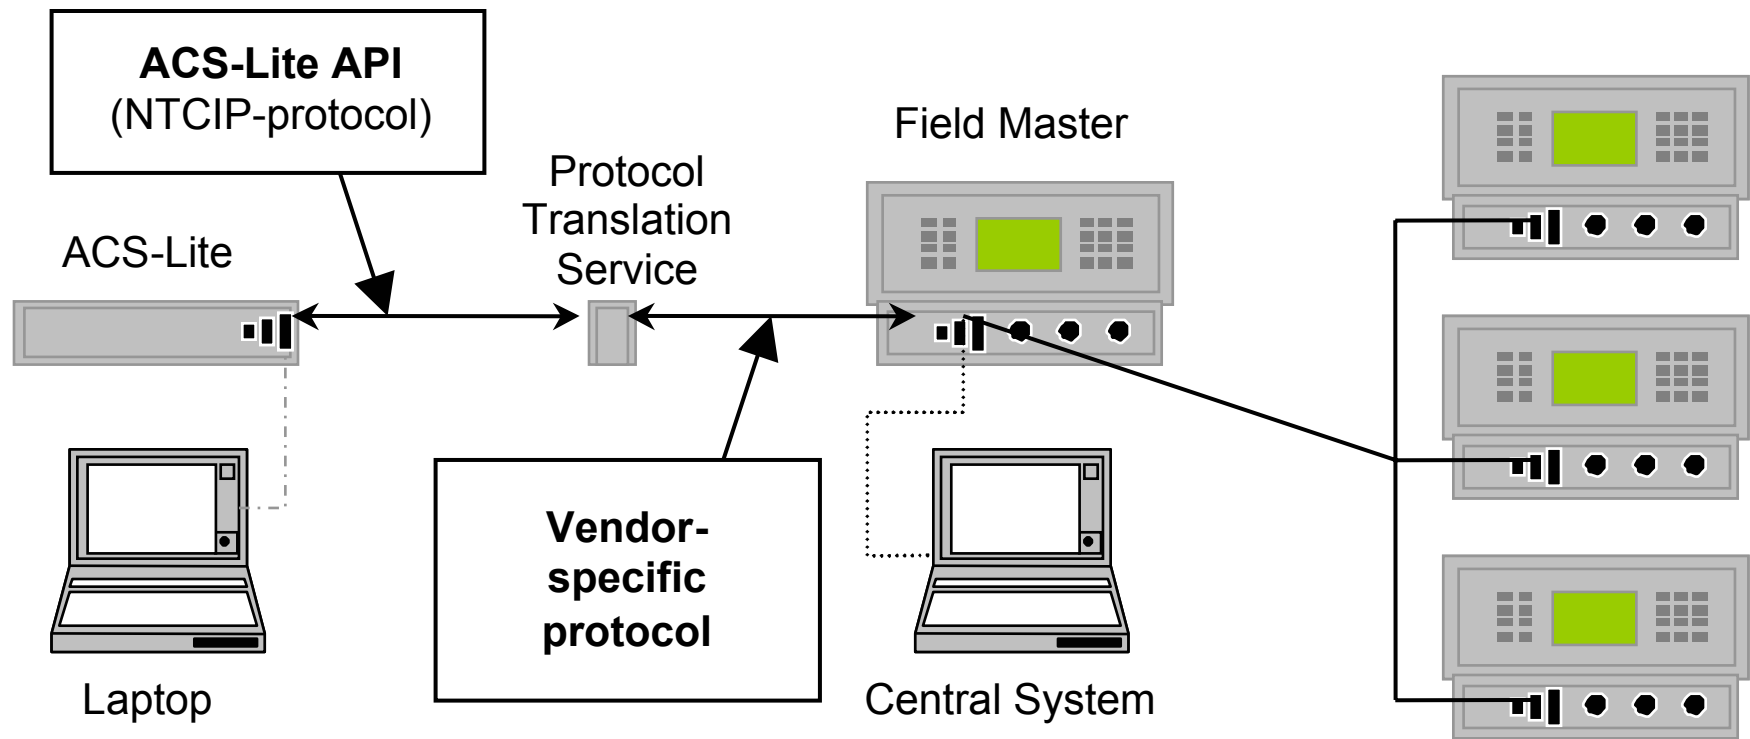 ACS-Lite API
(NTCIP-protocol)
Field Master
Protocol
Translation
Service
ACS-Lite
Vendor-
specific
protocol
Laptop
Central System